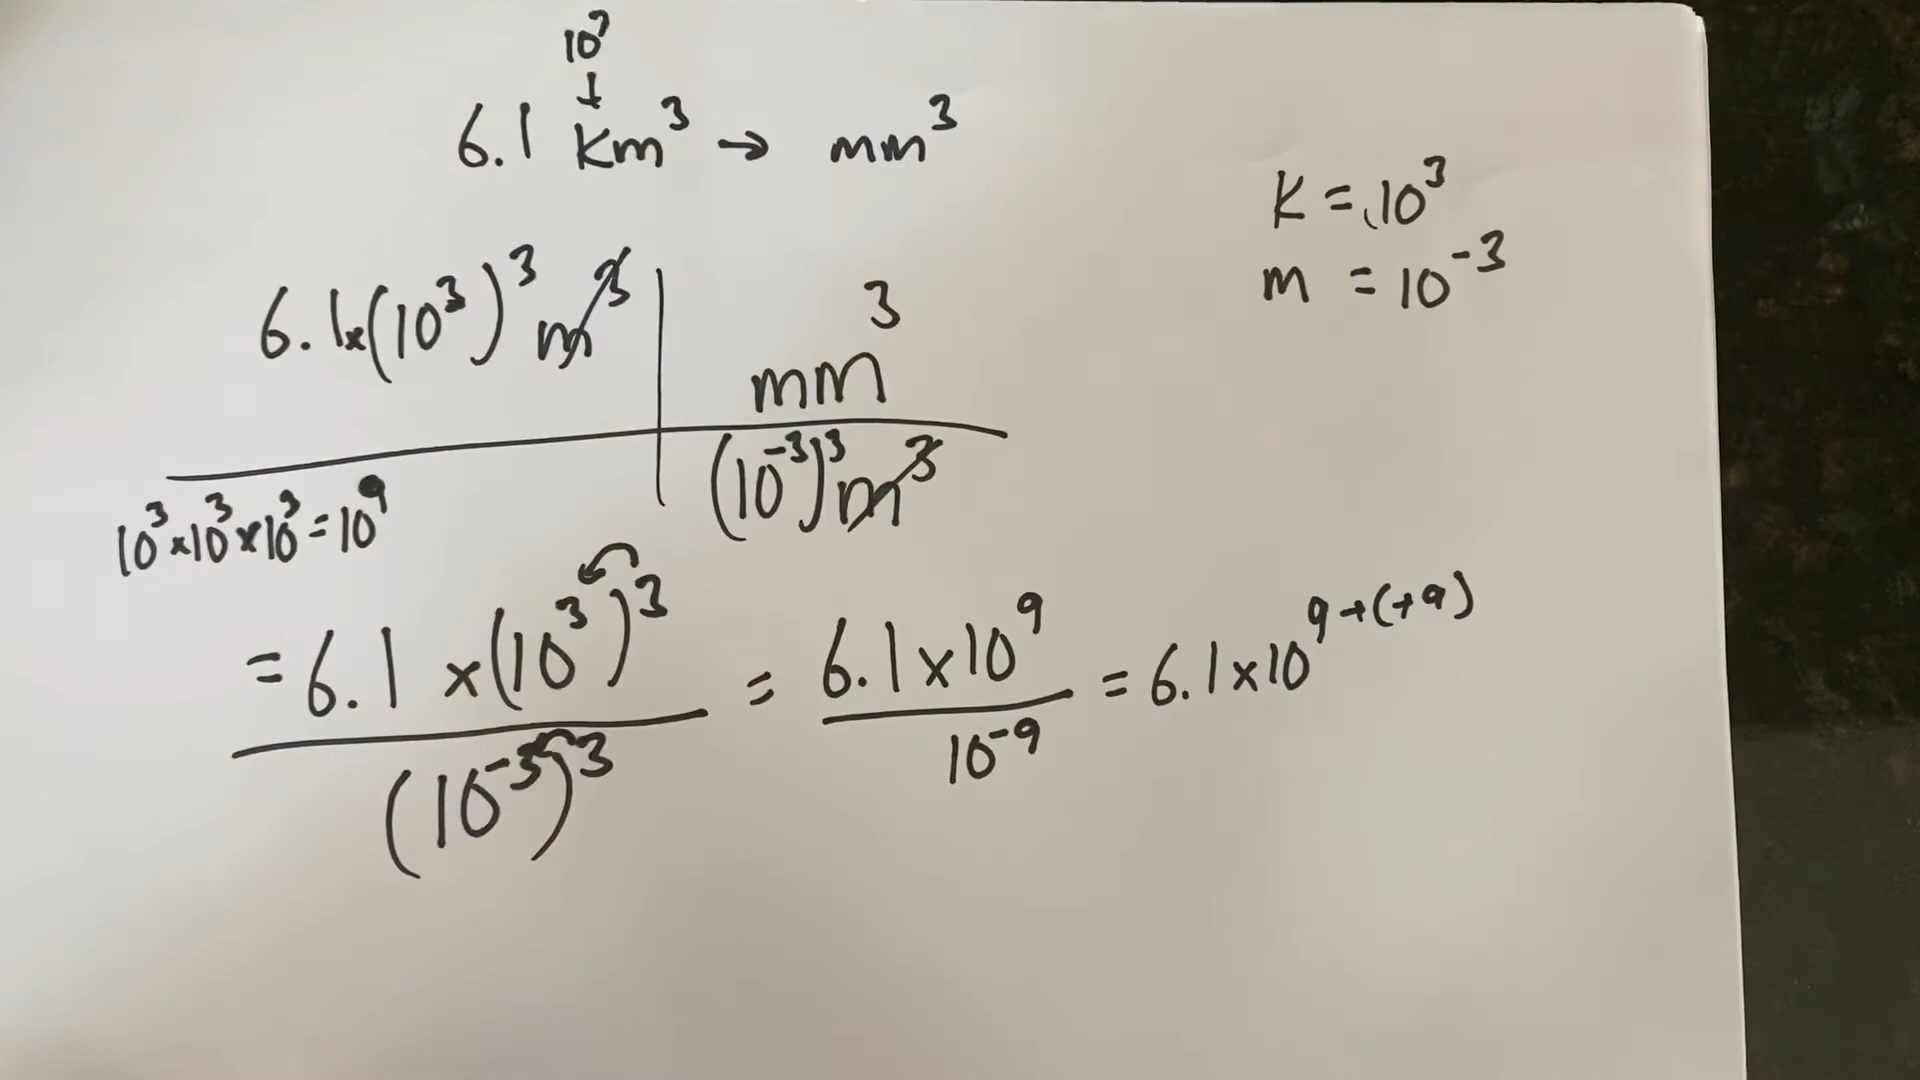 10⁹
↓
6.1 Km³ → mm³
K = 10³
m = 10⁻³
6.1x(10³)³ m³ | mm³
(10⁻³)³ m³
10³x10³x10³ = 10⁹
= 6.1 x (10³)³ / (10⁻³)³ = 6.1x10⁹ / 10⁻⁹ = 6.1x10⁹⁺⁽⁺⁹⁾